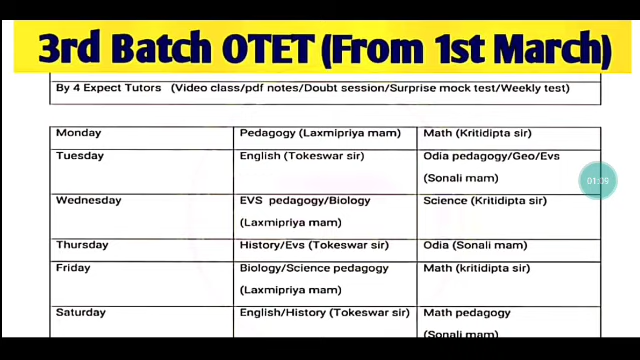 3rd Batch OTET (From 1st March)
By 4 Expect Tutors (Video class/pdf notes/Doubt session/Surprise mock test/Weekly test)
Monday Pedagogy (Laxmipriya mam) Math (Kritidipta sir)
Tuesday English (Tokeswar sir) Odia pedagogy/Geo/Evs
(Sonali mam)
01:09
Wednesday EVS pedagogy/Biology Science (Kritidipta sir)
(Laxmipriya mam)
Thursday History/Evs (Tokeswar sir) Odia (Sonali mam)
Friday Biology/Science pedagogy Math (kritidipta sir)
(Laxmipriya mam)
Saturday English/History (Tokeswar sir) Math pedagogy
(Sonali mam)